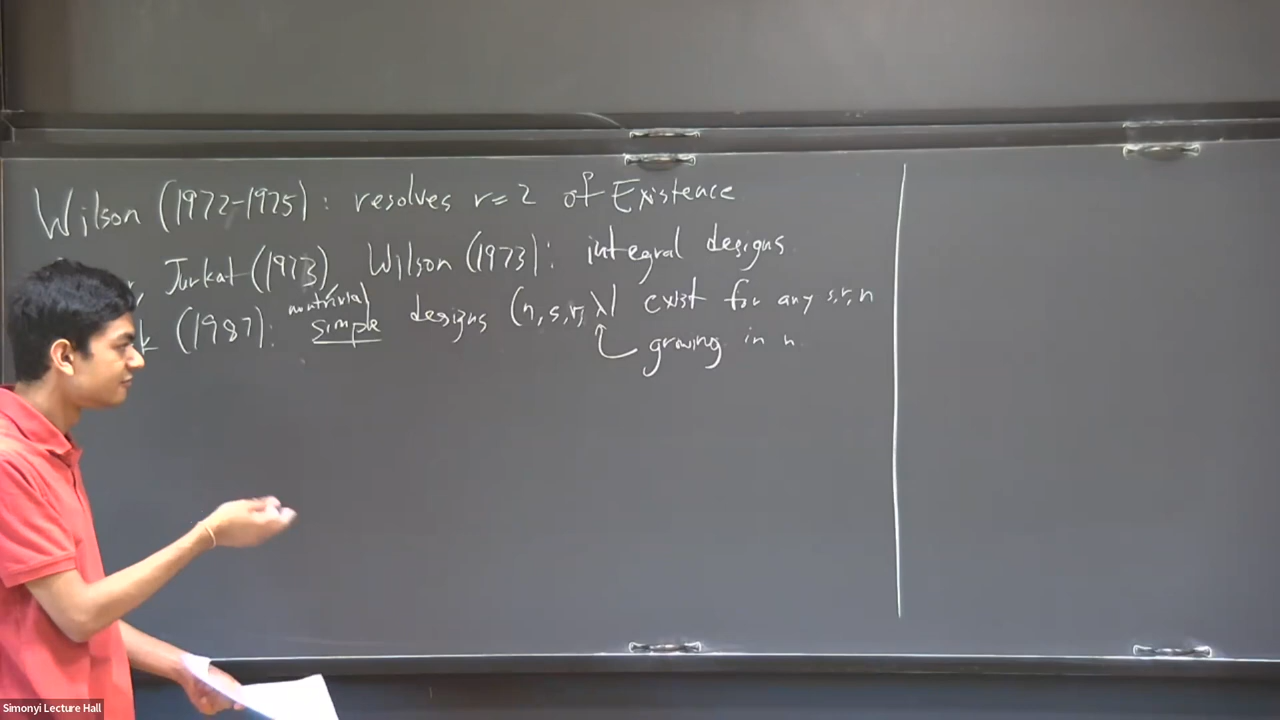 Wilson (1972-1975): resolves r=2 of Existence
Jurkat (1973), Wilson (1973): integral designs
(1987): nontrivial simple designs (n,s,r,λ) exist for any s,r,n
growing in n
Simonyi Lecture Hall